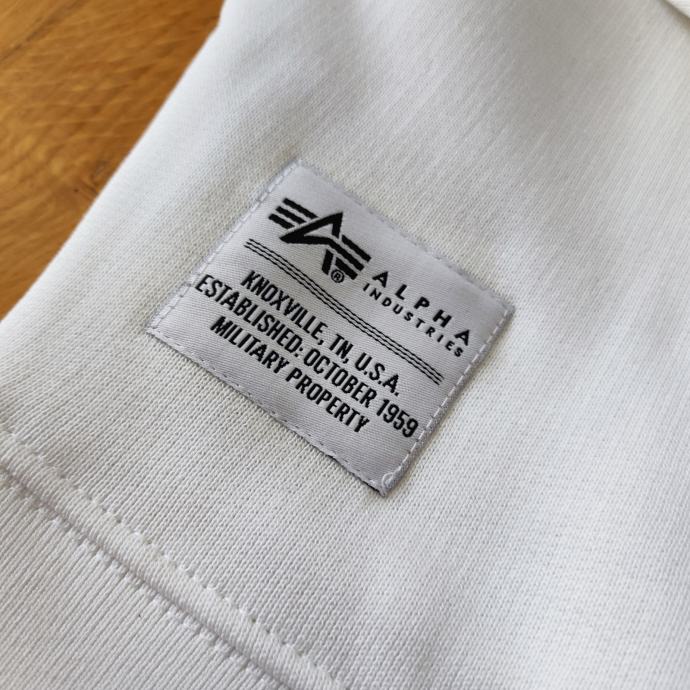 ALPHA
INDUSTRIES
®
KNOXVILLE, TN, U.S.A.
ESTABLISHED: OCTOBER 1959
MILITARY PROPERTY